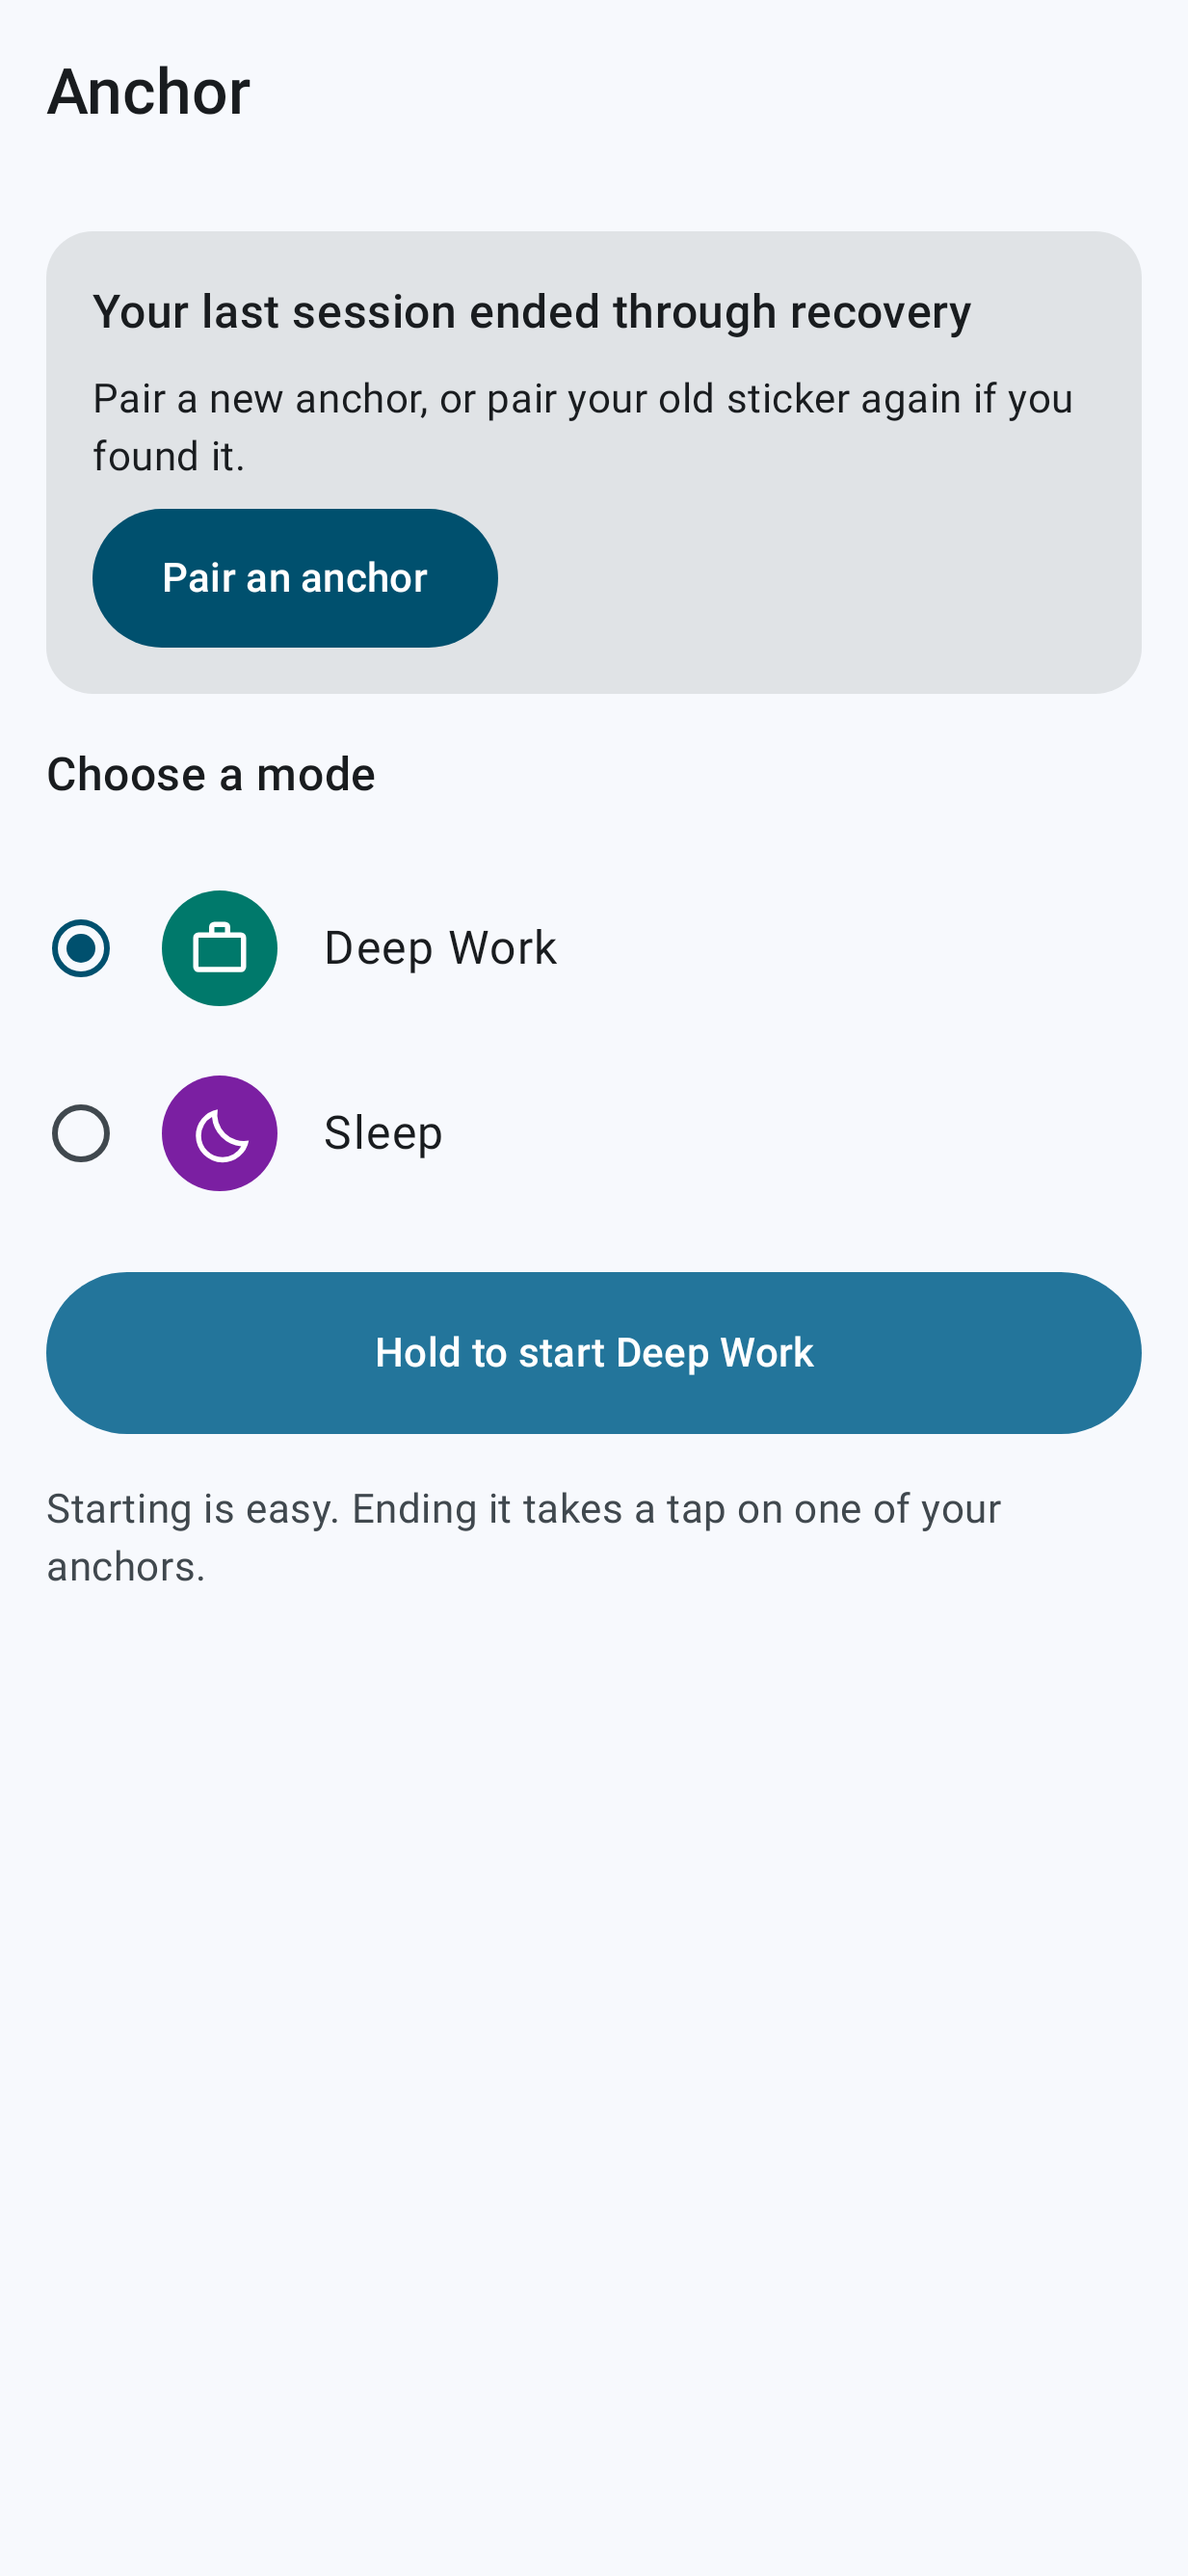 Anchor
Your last session ended through recovery
Pair a new anchor, or pair your old sticker again if you
found it.
Pair an anchor
Choose a mode
Deep Work
Sleep
Hold to start Deep Work
Starting is easy. Ending it takes a tap on one of your
anchors.